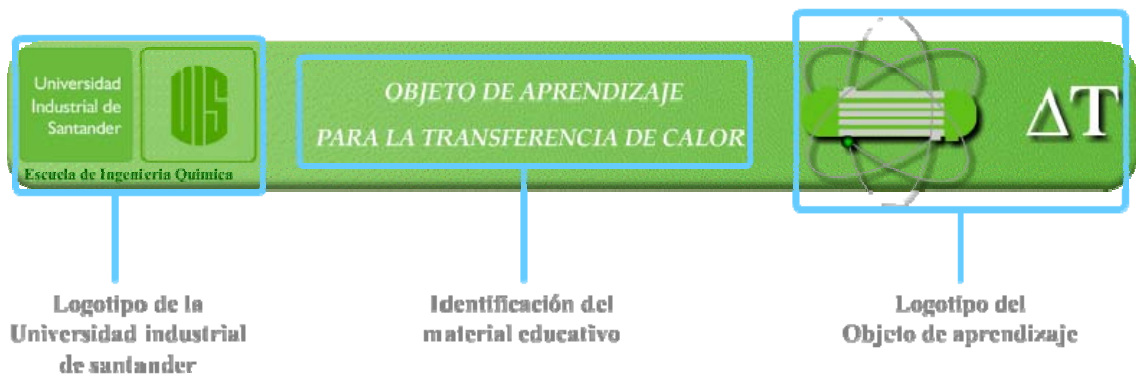 Universidad
Industrial de
Santander
UIS
Escuela de Ingeniería Química
OBJETO DE APRENDIZAJE
PARA LA TRANSFERENCIA DE CALOR
ΔT
Logotipo de la
Universidad industrial
de santander
Identificación del
material educativo
Logotipo del
Objeto de aprendizaje